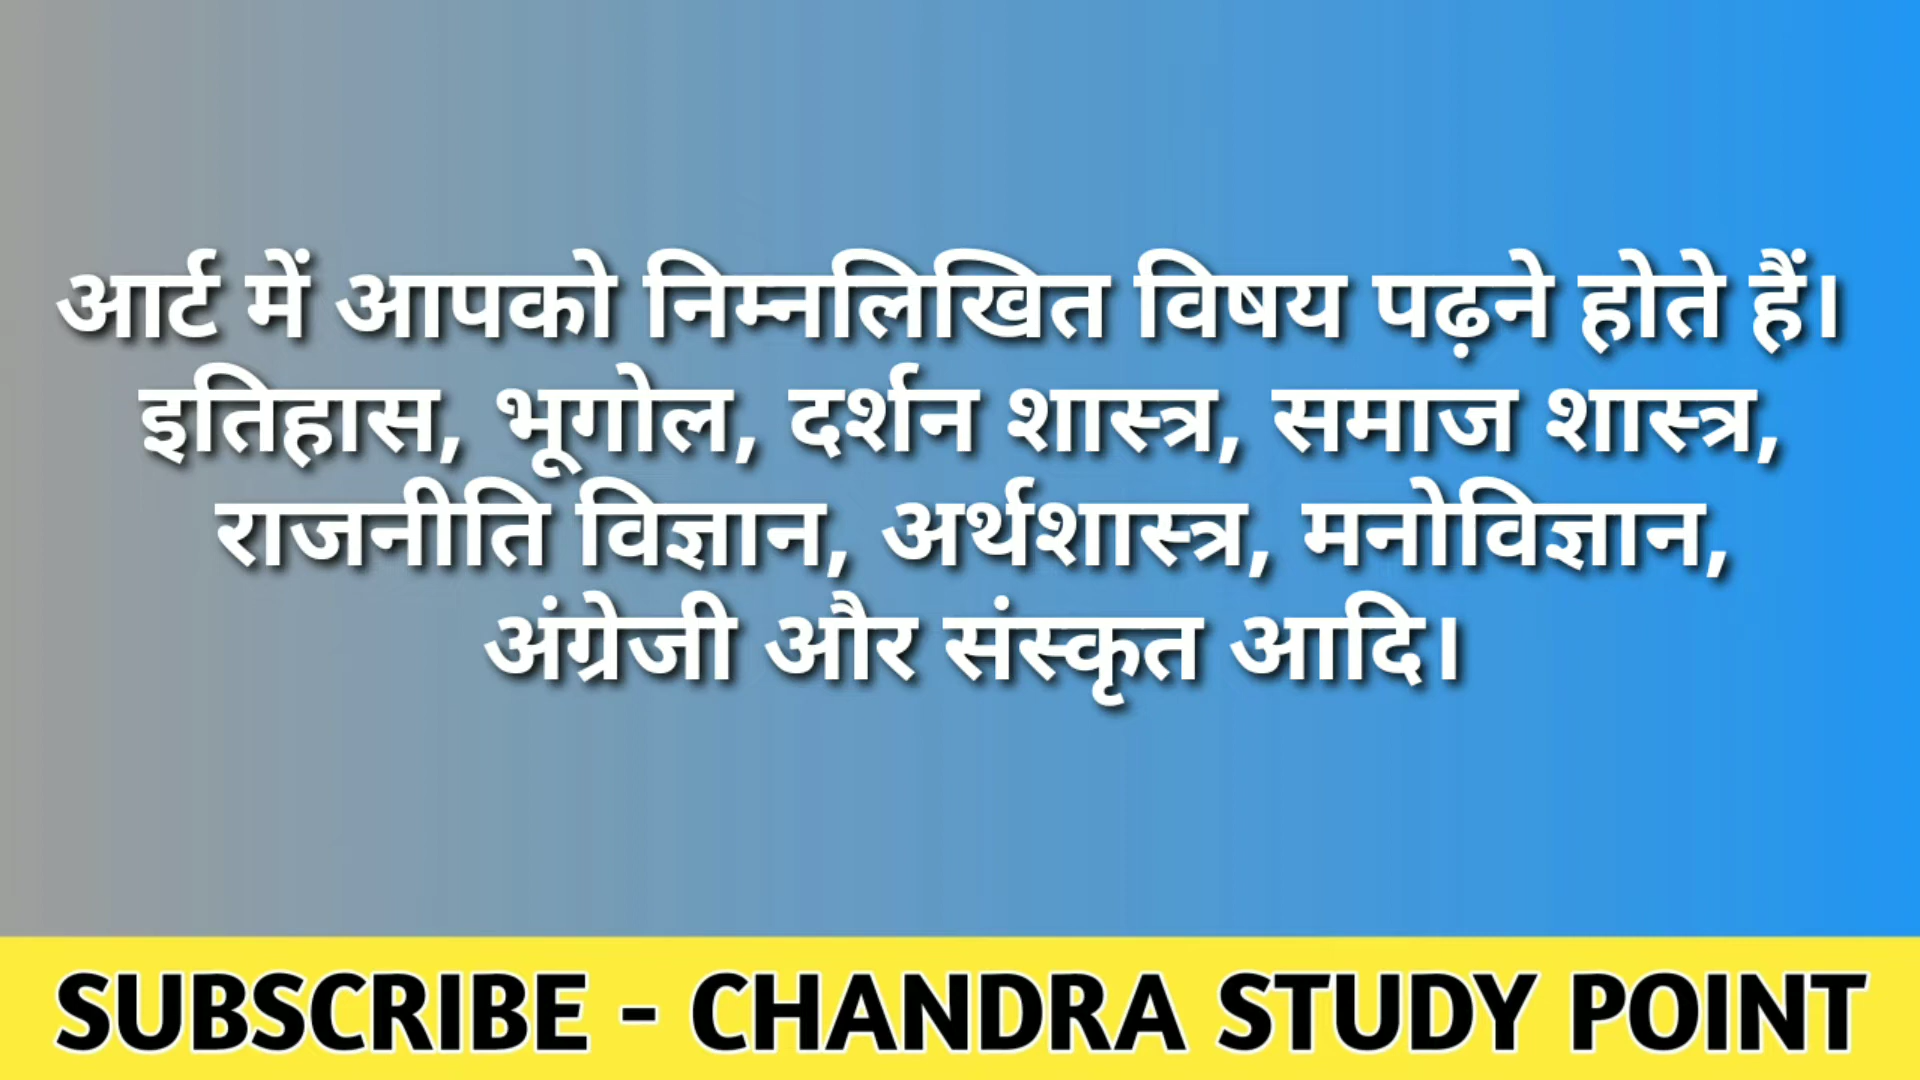 आर्ट में आपको निम्नलिखित विषय पढ़ने होते हैं।
इतिहास, भूगोल, दर्शन शास्त्र, समाज शास्त्र,
राजनीति विज्ञान, अर्थशास्त्र, मनोविज्ञान,
अंग्रेजी और संस्कृत आदि।
SUBSCRIBE - CHANDRA STUDY POINT